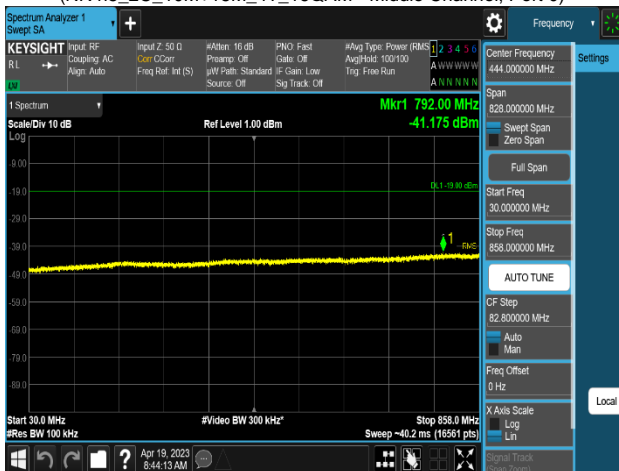 Spectrum Analyzer 1
Swept SA
+
Frequency
KEYSIGHT
RL
Input: RF
Coupling: AC
Align: Auto
Input Z: 50 Ω
Corr CCorr
Freq Ref: Int (S)
#Atten: 16 dB
Preamp: Off
µW Path: Standard
Source: Off
PNO: Fast
Gate: Off
IF Gain: Low
Sig Track: Off
#Avg Type: Power (RMS
Avg|Hold: 100/100
Trig: Free Run
1 2 3 4 5 6
A W W W W W
A N N N N N
1 Spectrum
Scale/Div 10 dB
Log
Ref Level 1.00 dBm
Mkr1 792.00 MHz
-41.175 dBm
-9.00
-19.0
DL1 -19.00 dBm
-29.0
-39.0
1
RMS
-49.0
-59.0
-69.0
-79.0
-89.0
Start 30.0 MHz
#Res BW 100 kHz
#Video BW 300 kHz*
Stop 858.0 MHz
Sweep ~40.2 ms (16561 pts)
Apr 19, 2023
8:44:13 AM
Center Frequency
444.000000 MHz
Settings
Span
828.000000 MHz
Swept Span
Zero Span
Full Span
Start Freq
30.000000 MHz
Stop Freq
858.000000 MHz
AUTO TUNE
CF Step
82.800000 MHz
Auto
Man
Freq Offset
0 Hz
X Axis Scale
Log
Lin
Local
Signal Track
(Span Zoom)